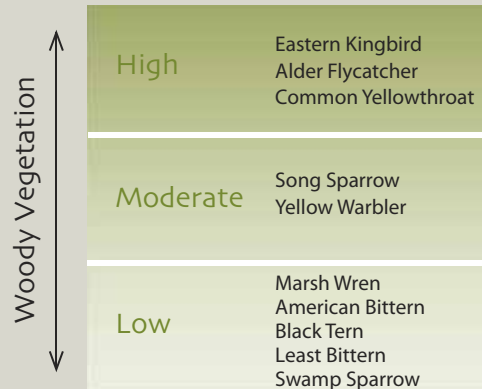 Woody Vegetation
High
Eastern Kingbird
Alder Flycatcher
Common Yellowthroat
Moderate
Song Sparrow
Yellow Warbler
Low
Marsh Wren
American Bittern
Black Tern
Least Bittern
Swamp Sparrow